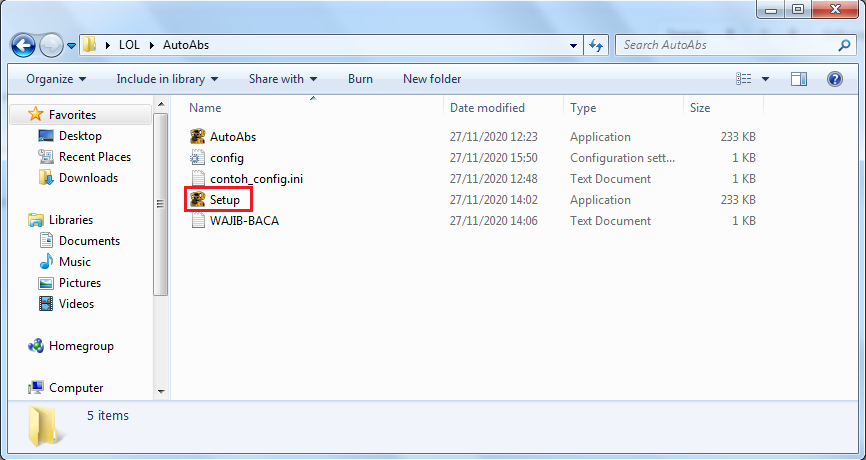 LOL AutoAbs Search AutoAbs
Organize Include in library Share with Burn New folder
Favorites
Desktop
Recent Places
Downloads
Libraries
Documents
Music
Pictures
Videos
Homegroup
Computer
Name Date modified Type Size
AutoAbs 27/11/2020 12:23 Application 233 KB
config 27/11/2020 15:50 Configuration sett... 1 KB
contoh_config.ini 27/11/2020 12:48 Text Document 1 KB
Setup 27/11/2020 14:02 Application 233 KB
WAJIB-BACA 27/11/2020 14:06 Text Document 1 KB
5 items